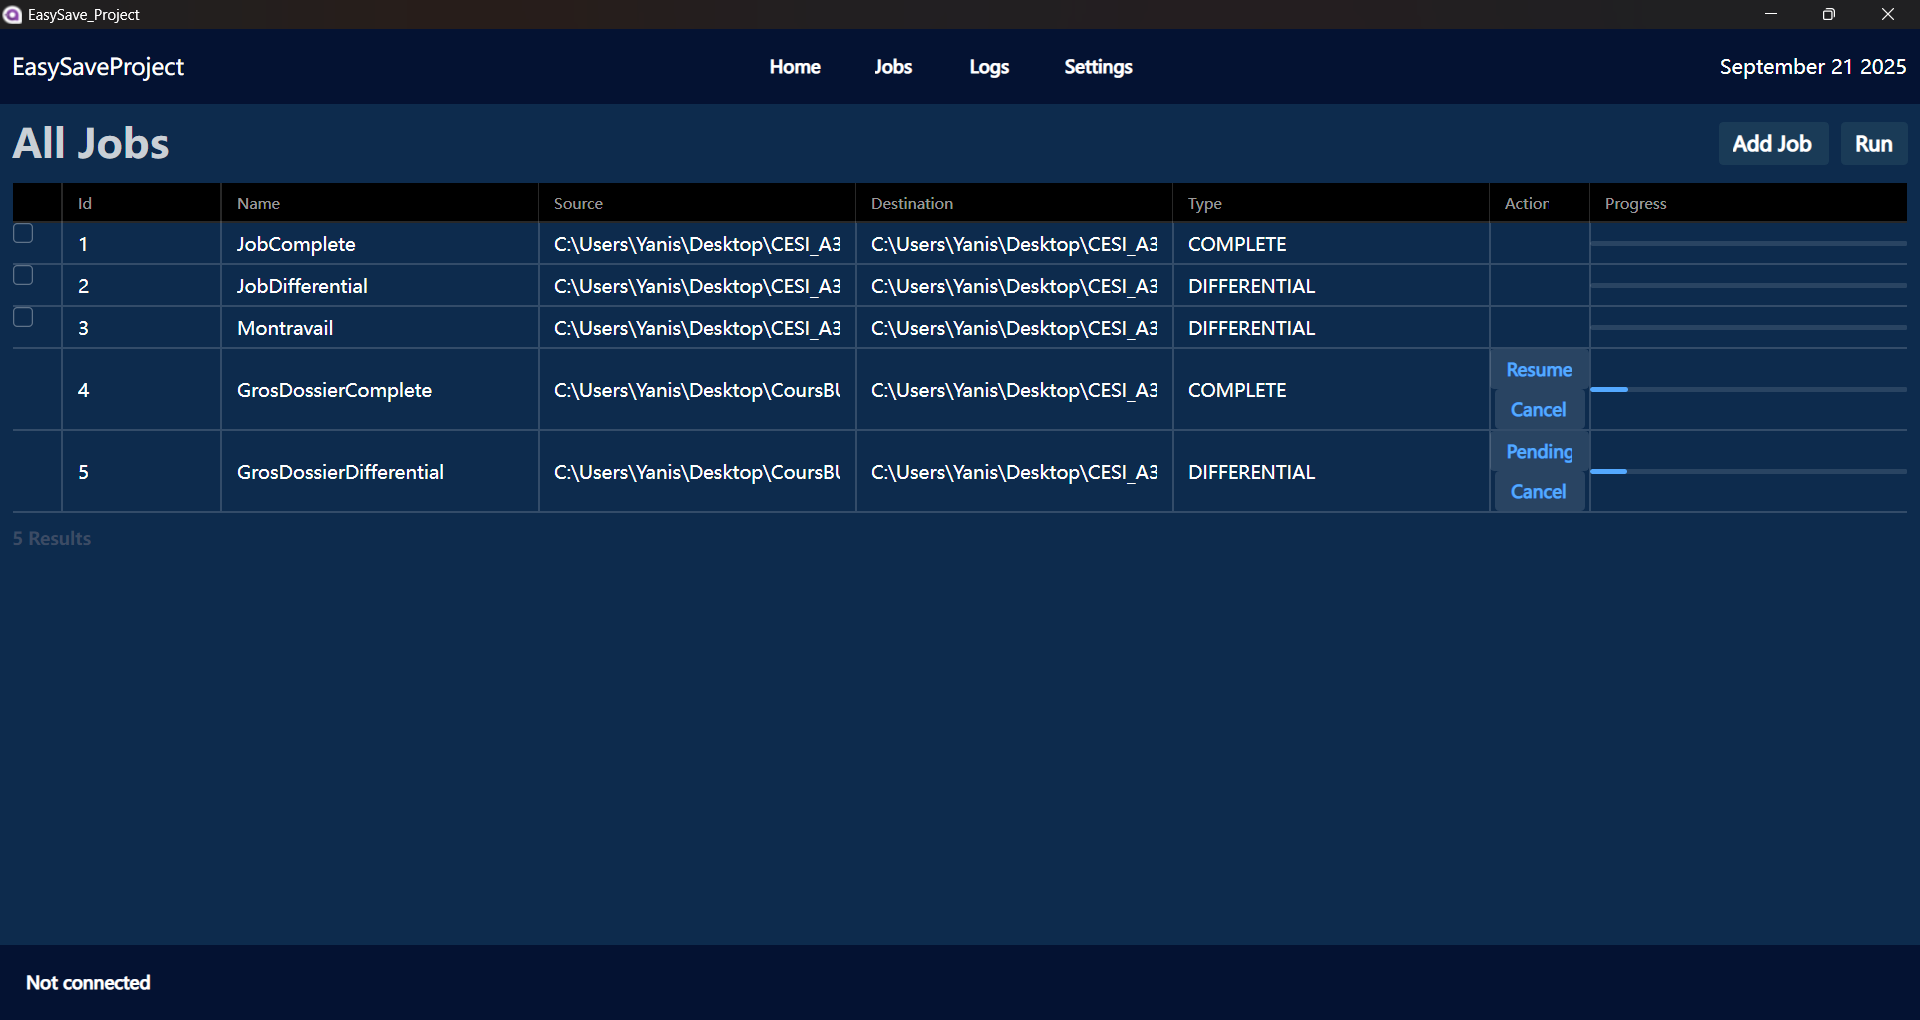 EasySave_Project
EasySaveProject Home Jobs Logs Settings September 21 2025
All Jobs Add Job Run
Id Name Source Destination Type Action Progress
1 JobComplete C:\Users\Yanis\Desktop\CESI_A3 C:\Users\Yanis\Desktop\CESI_A3 COMPLETE
2 JobDifferential C:\Users\Yanis\Desktop\CESI_A3 C:\Users\Yanis\Desktop\CESI_A3 DIFFERENTIAL
3 Montravail C:\Users\Yanis\Desktop\CESI_A3 C:\Users\Yanis\Desktop\CESI_A3 DIFFERENTIAL
4 GrosDossierComplete C:\Users\Yanis\Desktop\CoursBU C:\Users\Yanis\Desktop\CESI_A3 COMPLETE Resume
Cancel
5 GrosDossierDifferential C:\Users\Yanis\Desktop\CoursBU C:\Users\Yanis\Desktop\CESI_A3 DIFFERENTIAL Pending
Cancel
5 Results
Not connected